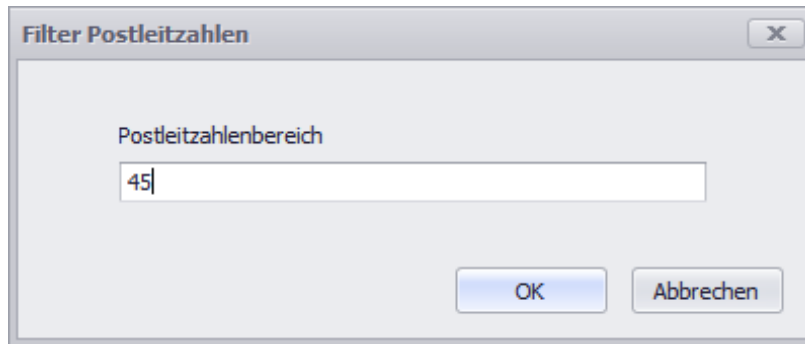 Filter Postleitzahlen
Postleitzahlenbereich
45
OK Abbrechen